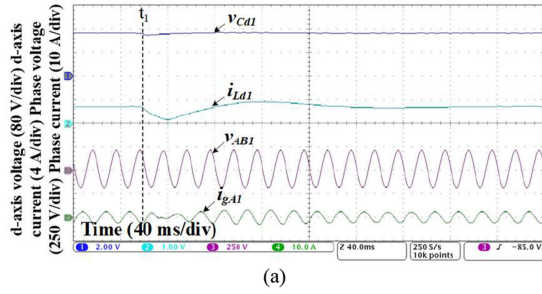 t1
vCd1
iLd1
vAB1
igA1
d-axis voltage (80 V/div) d-axis
current (4 A/div) Phase voltage
(250 V/div) Phase current (10 A/div)
1
2
Time (40 ms/div)
1 2.00 V 2 1.00 V 3 250 V 4 10.0 A Z 40.0ms 250 S/s 3 -85.0 V
10k points
(a)